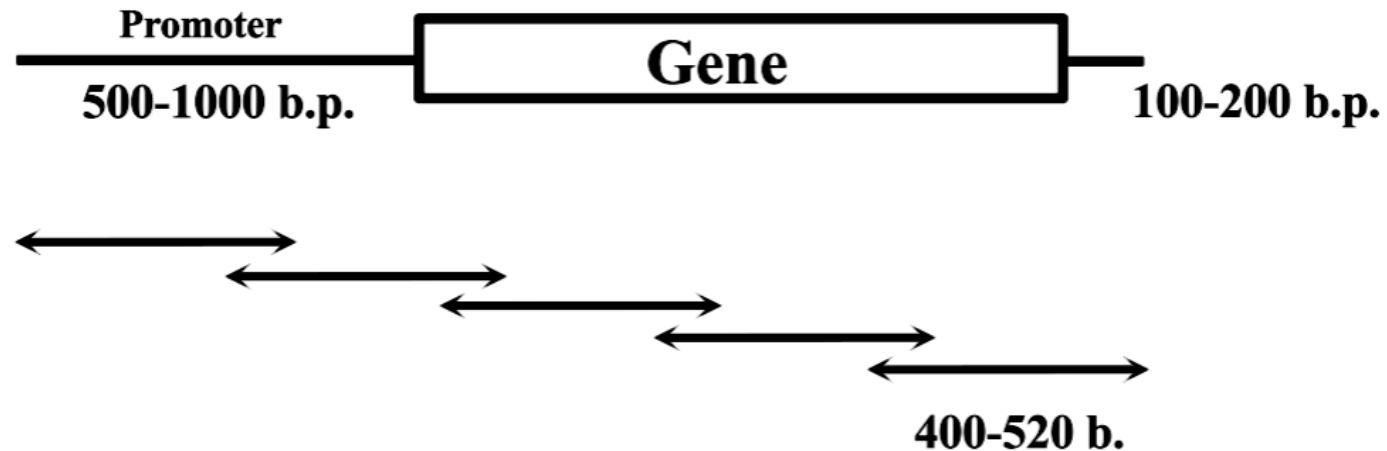 Promoter
Gene
500-1000 b.p.
100-200 b.p.
400-520 b.